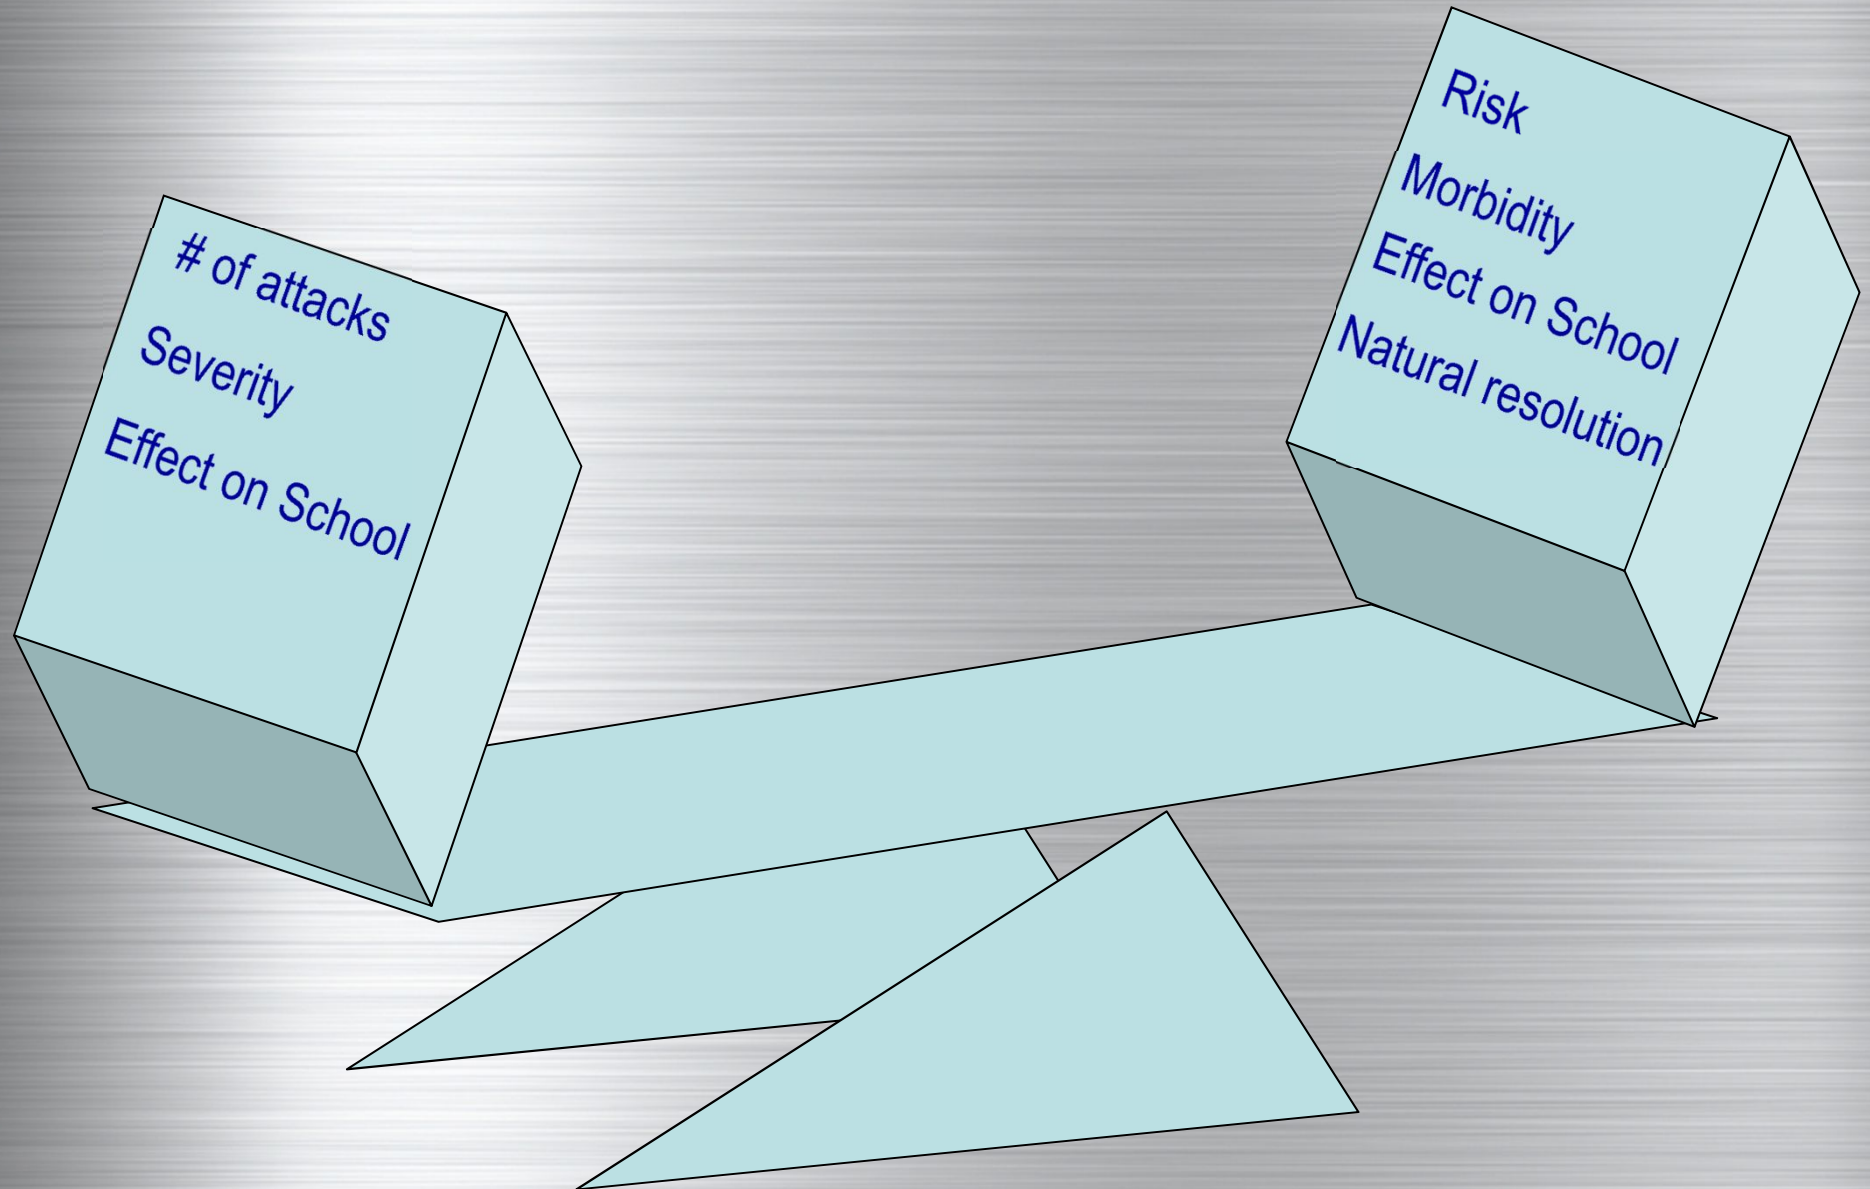 # of attacks
Severity
Effect on School
Risk
Morbidity
Effect on School
Natural resolution